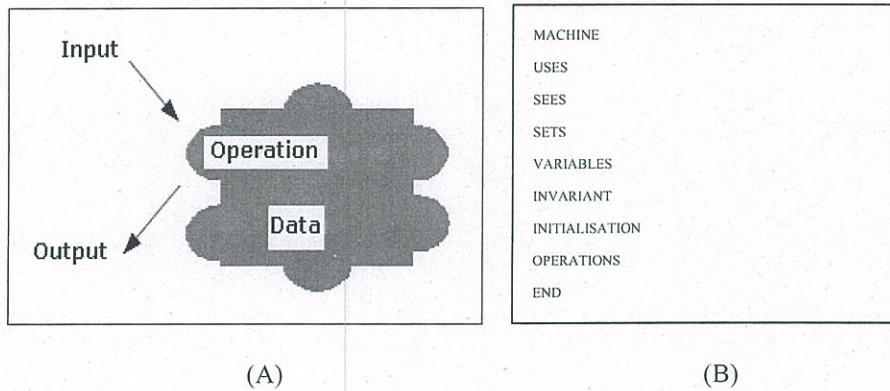 Input
Operation
Data
Output
MACHINE
USES
SEES
SETS
VARIABLES
INVARIANT
INITIALISATION
OPERATIONS
END
(A)
(B)